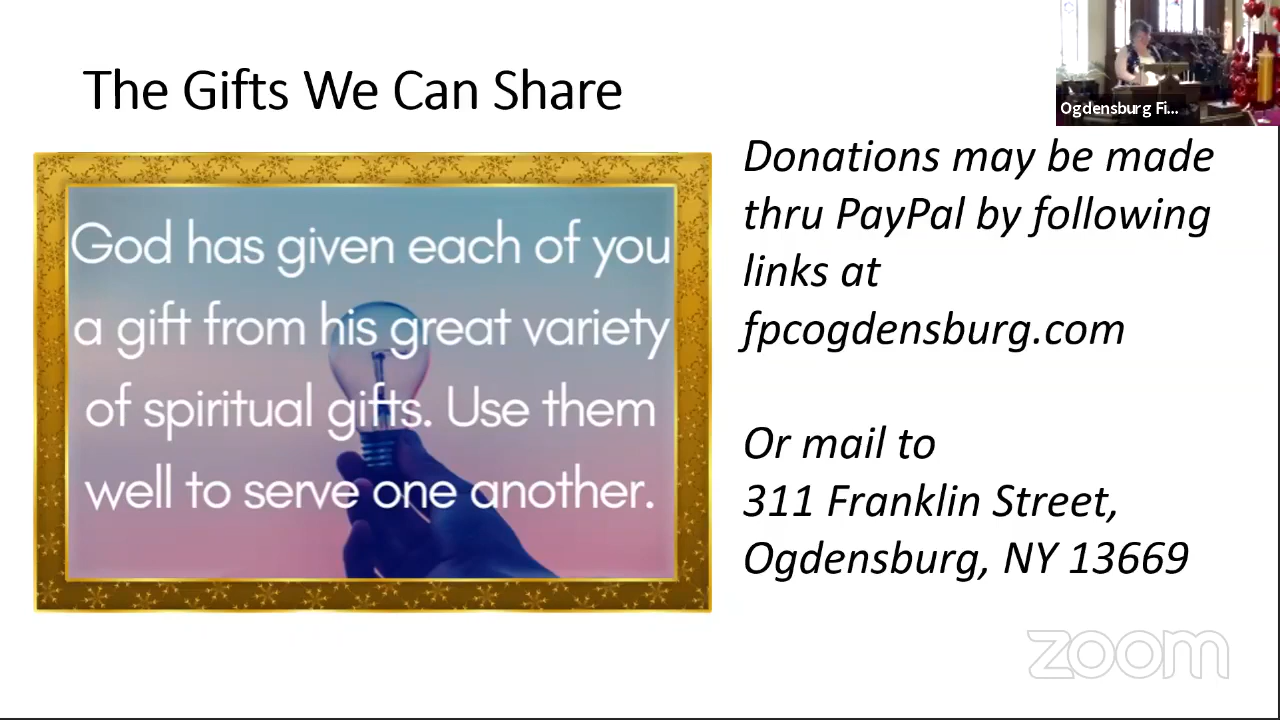 The Gifts We Can Share
Ogdensburg Fi...
God has given each of you
a gift from his great variety
of spiritual gifts. Use them
well to serve one another.
Donations may be made
thru PayPal by following
links at
fpcogdensburg.com
Or mail to
311 Franklin Street,
Ogdensburg, NY 13669
zoom